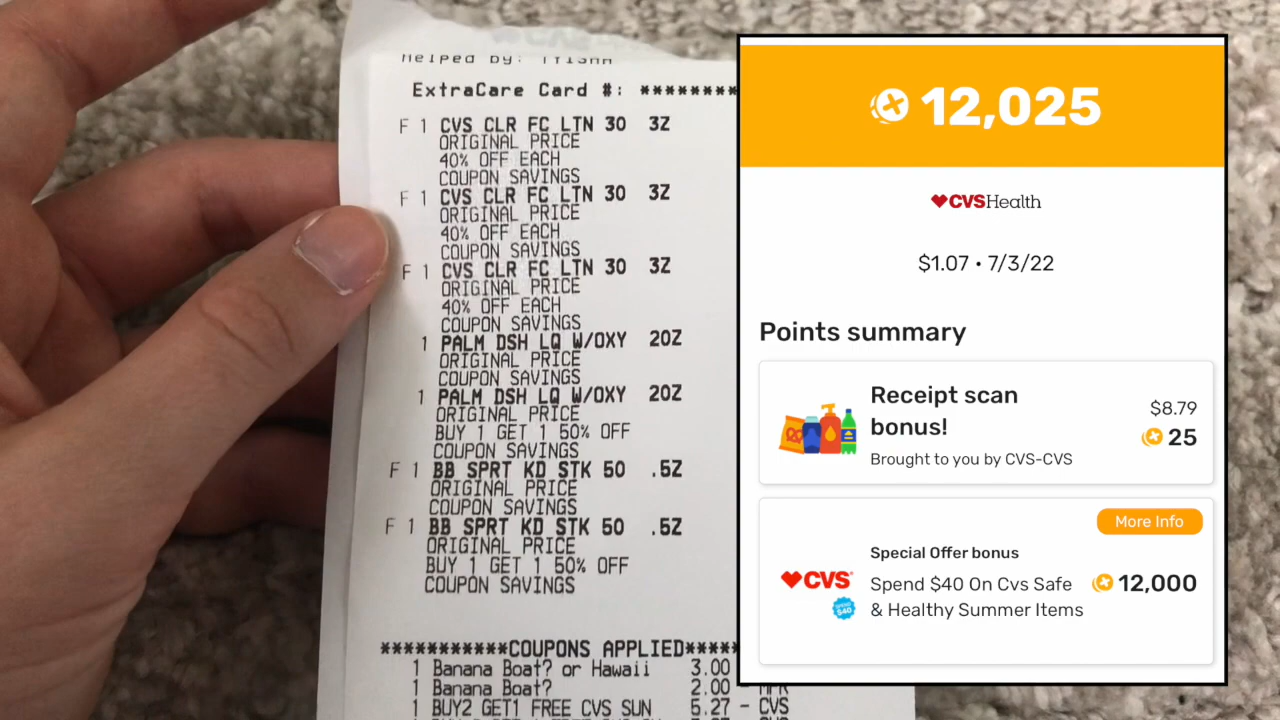 Helped by: TYISHA
ExtraCare Card #: ********
F 1 CVS CLR FC LTN 30 3Z
ORIGINAL PRICE
40% OFF EACH
COUPON SAVINGS
F 1 CVS CLR FC LTN 30 3Z
ORIGINAL PRICE
40% OFF EACH
COUPON SAVINGS
F 1 CVS CLR FC LTN 30 3Z
ORIGINAL PRICE
40% OFF EACH
COUPON SAVINGS
1 PALM DSH LQ W/OXY 20Z
ORIGINAL PRICE
COUPON SAVINGS
1 PALM DSH LQ W/OXY 20Z
ORIGINAL PRICE
BUY 1 GET 1 50% OFF
COUPON SAVINGS
F 1 BB SPRT KD STK 50 .5Z
ORIGINAL PRICE
COUPON SAVINGS
F 1 BB SPRT KD STK 50 .5Z
ORIGINAL PRICE
BUY 1 GET 1 50% OFF
COUPON SAVINGS
***********COUPONS APPLIED*****
1 Banana Boat? or Hawaii 3.00
1 Banana Boat? 2.00 - MFR
1 BUY2 GET1 FREE CVS SUN 5.27 - CVS
12,025
CVSHealth
$1.07 • 7/3/22
Points summary
Receipt scan
bonus!
$8.79
25
Brought to you by CVS-CVS
More Info
Special Offer bonus
CVS
Spend $40 On Cvs Safe
& Healthy Summer Items
12,000
SPEND
$40